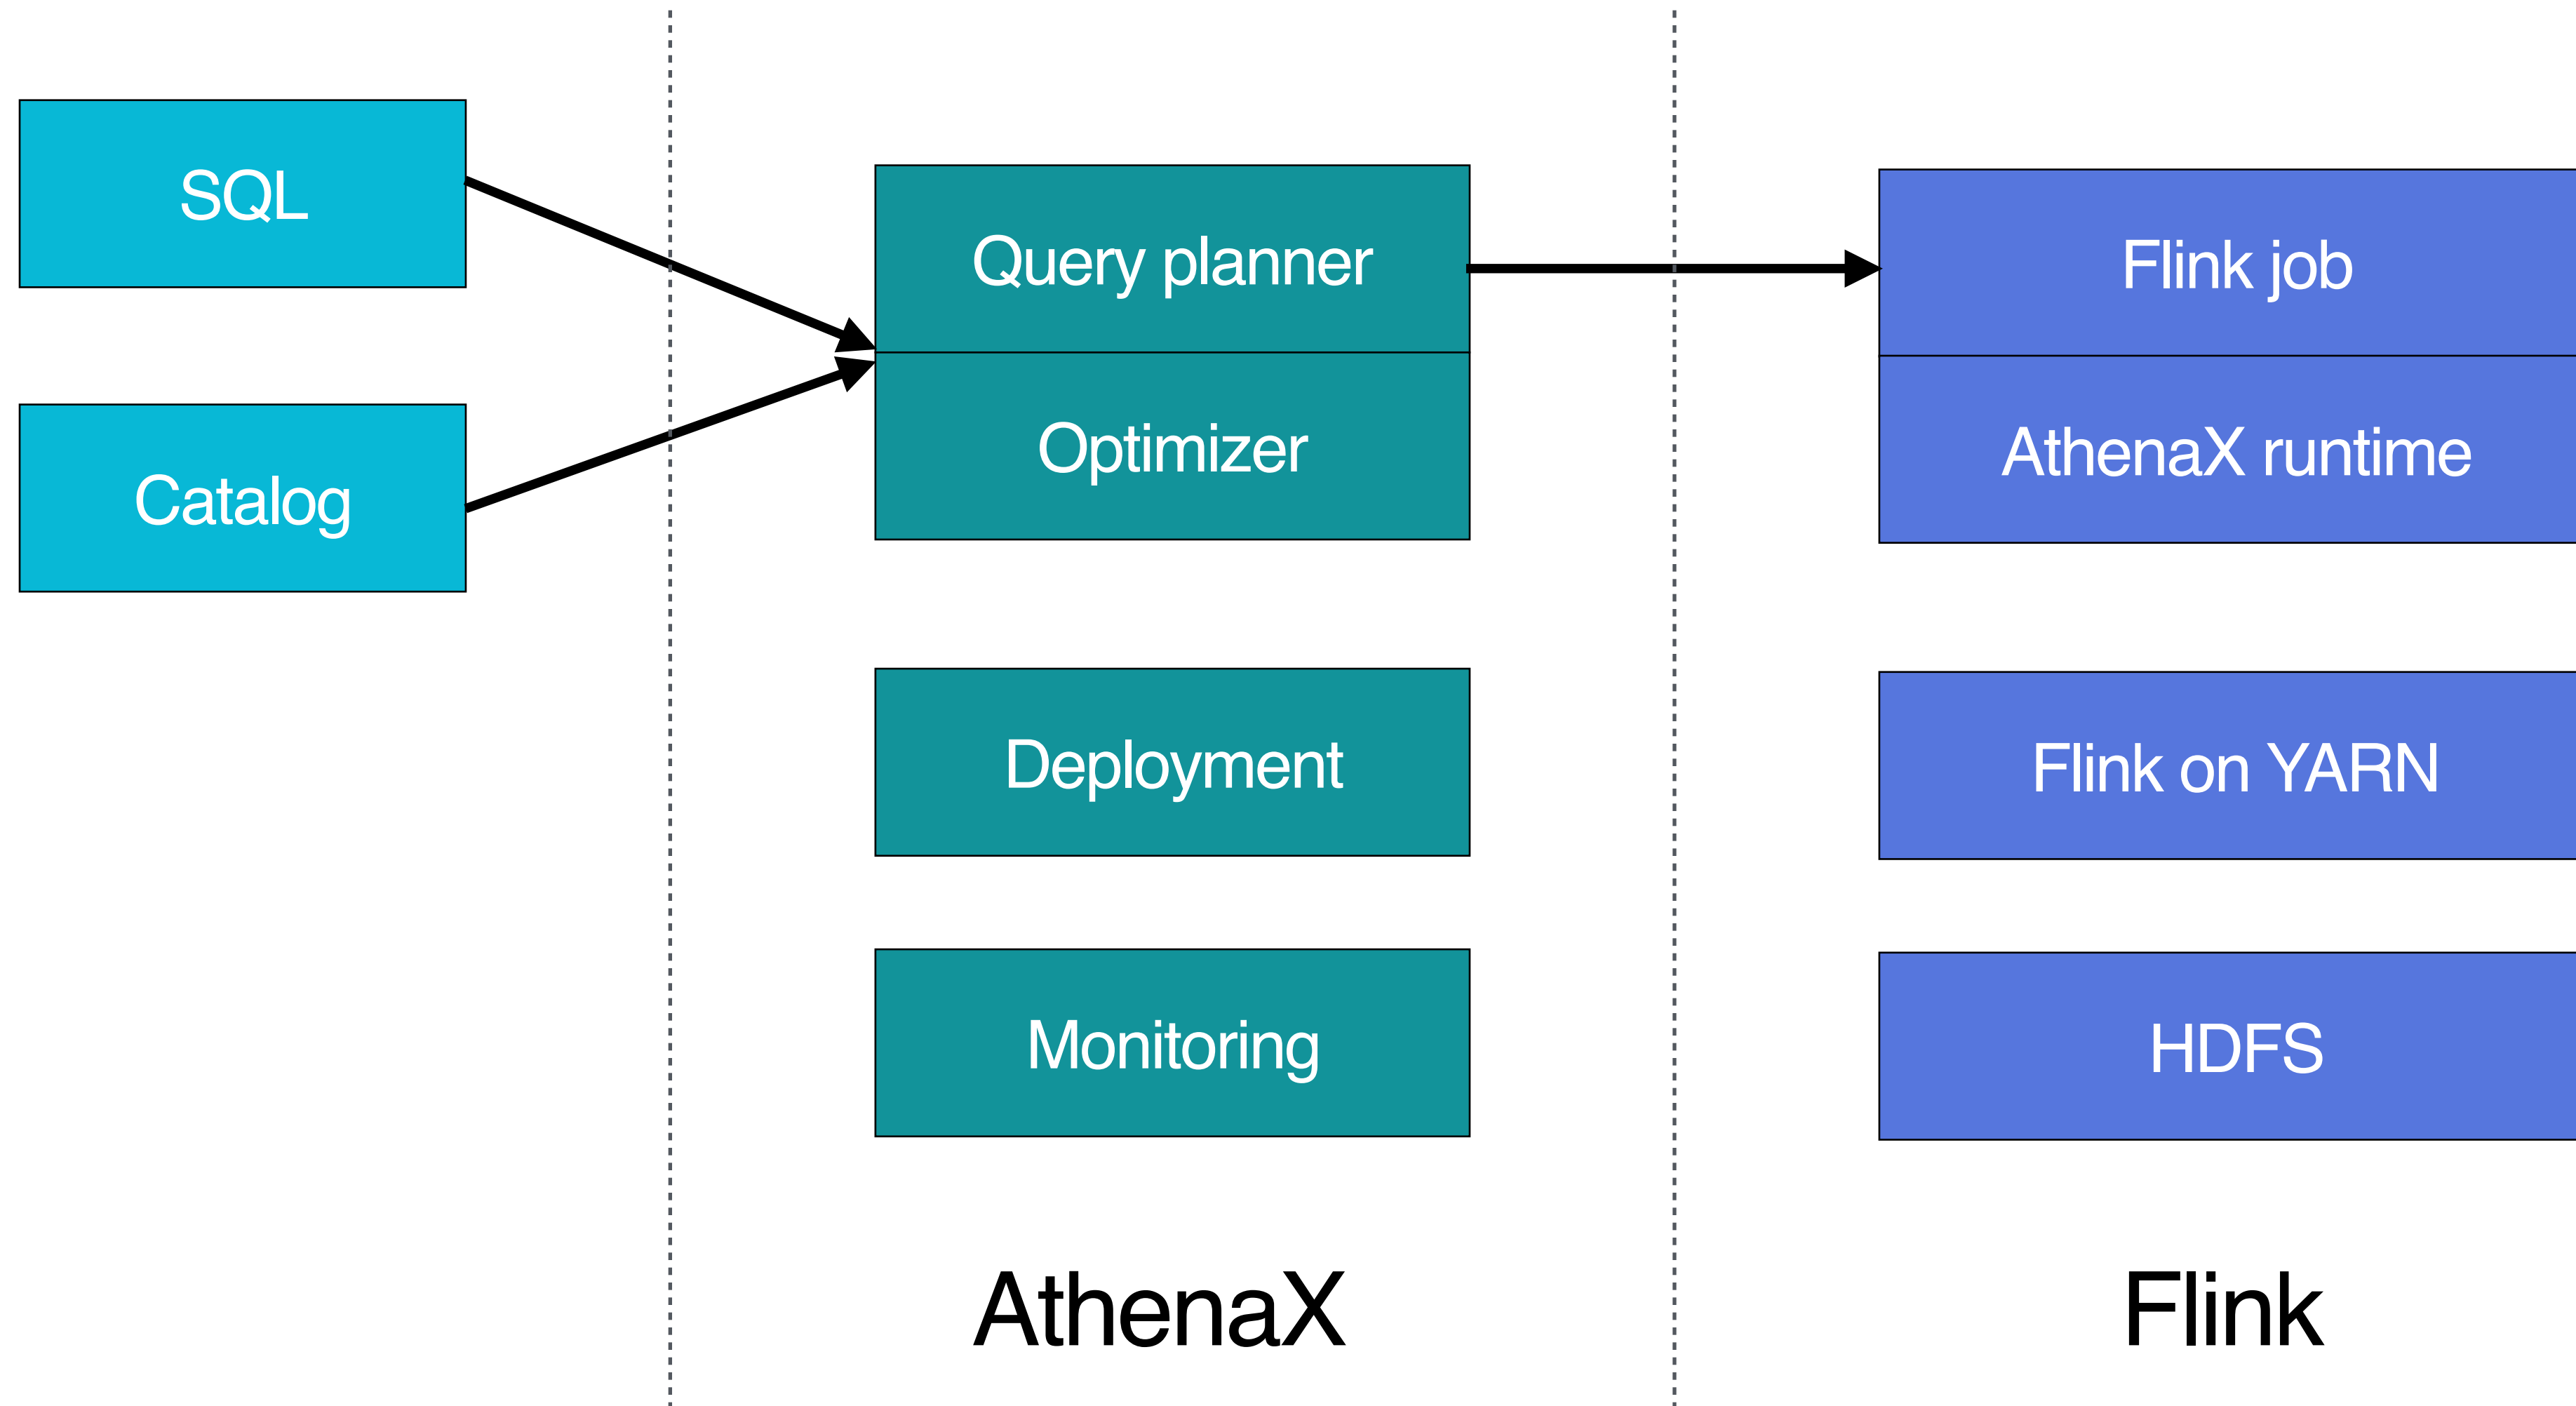 SQL
Catalog
Query planner
Optimizer
Deployment
Monitoring
AthenaX
Flink job
AthenaX runtime
Flink on YARN
HDFS
Flink